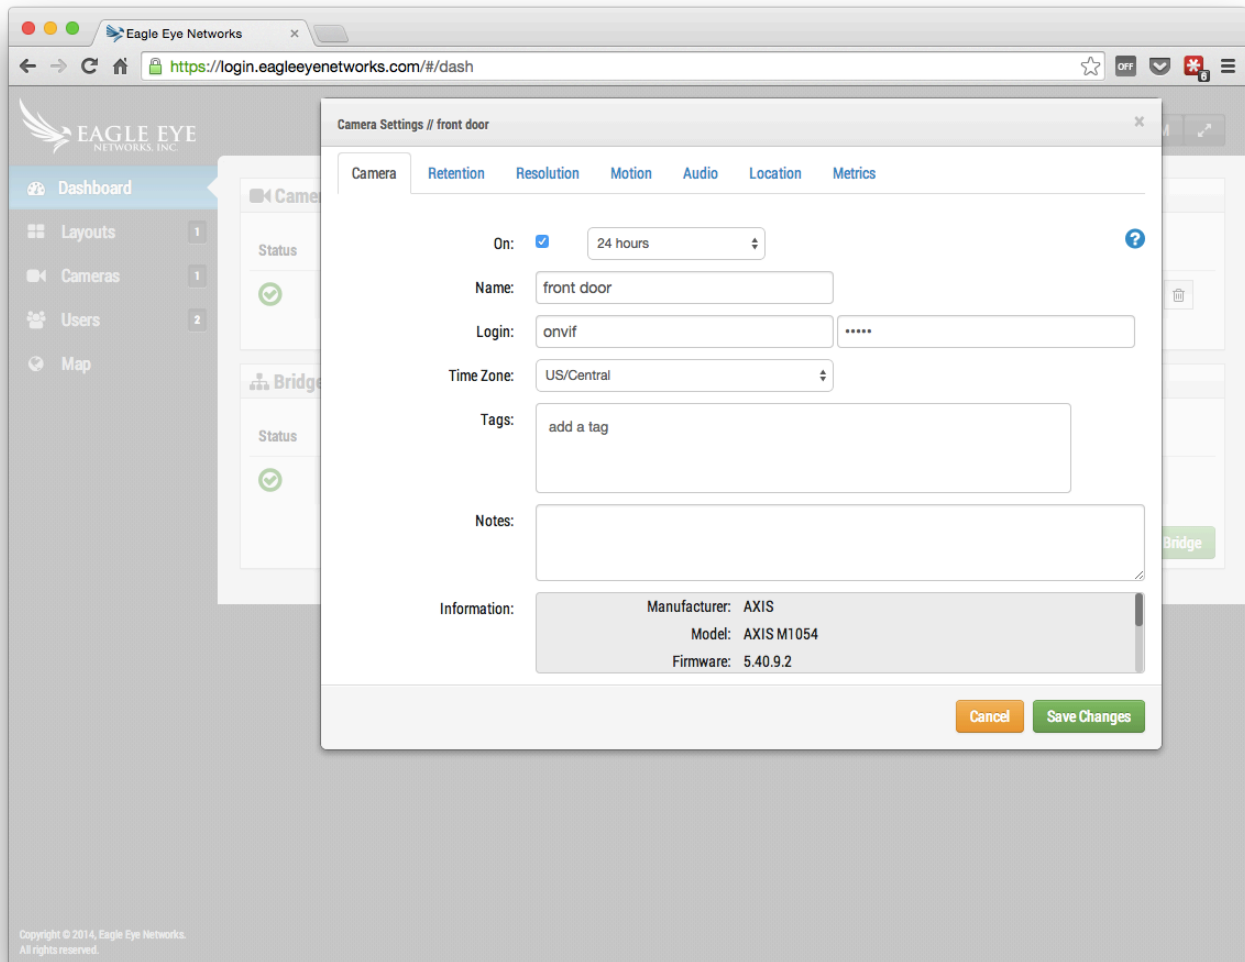 Eagle Eye Networks
https://login.eagleeyenetworks.com/#/dash
OFF
6
EAGLE EYE
NETWORKS, INC.
Dashboard
Layouts 1
Cameras 1
Users 2
Map
Status
Status
Bridge
Camera Settings // front door
Camera Retention Resolution Motion Audio Location Metrics
On: 24 hours
?
Name: front door
Login: onvif •••••
Time Zone: US/Central
Tags: add a tag
Notes:
Information:
Manufacturer: AXIS
Model: AXIS M1054
Firmware: 5.40.9.2
Cancel Save Changes
Bridge
Copyright © 2014, Eagle Eye Networks.
All rights reserved.